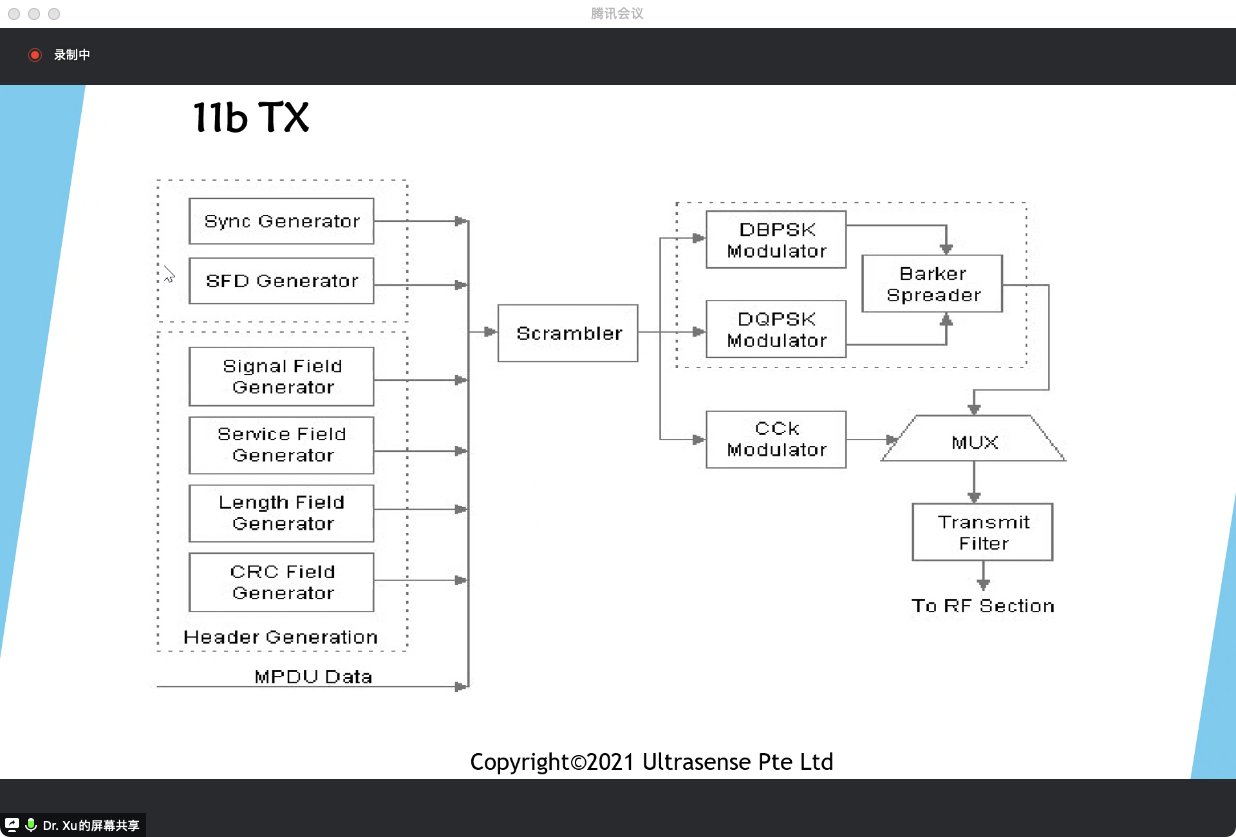 腾讯会议
录制中
11b TX
Sync Generator
SFD Generator
Signal Field
Generator
Service Field
Generator
Length Field
Generator
CRC Field
Generator
Header Generation
MPDU Data
Scrambler
DBPSK
Modulator
DQPSK
Modulator
Barker
Spreader
CCk
Modulator
MUX
Transmit
Filter
To RF Section
Copyright©2021 Ultrasense Pte Ltd
Dr. Xu的屏幕共享